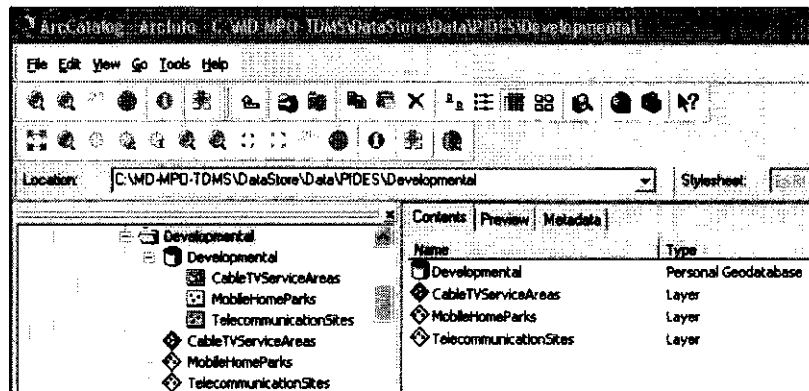 ArcCatalog - ArcInfo - C:\MD-MPO-TDMS\DataStore\Data\PIDES\Developmental
File Edit View Go Tools Help
Location: C:\MD-MPO-TDMS\DataStore\Data\PIDES\Developmental Stylesheet:
Contents Preview Metadata
Developmental
Developmental
CableTVServiceAreas
MobileHomeParks
TelecommunicationSites
CableTVServiceAreas
MobileHomeParks
TelecommunicationSites
Name Type
Developmental Personal Geodatabase
CableTVServiceAreas Layer
MobileHomeParks Layer
TelecommunicationSites Layer